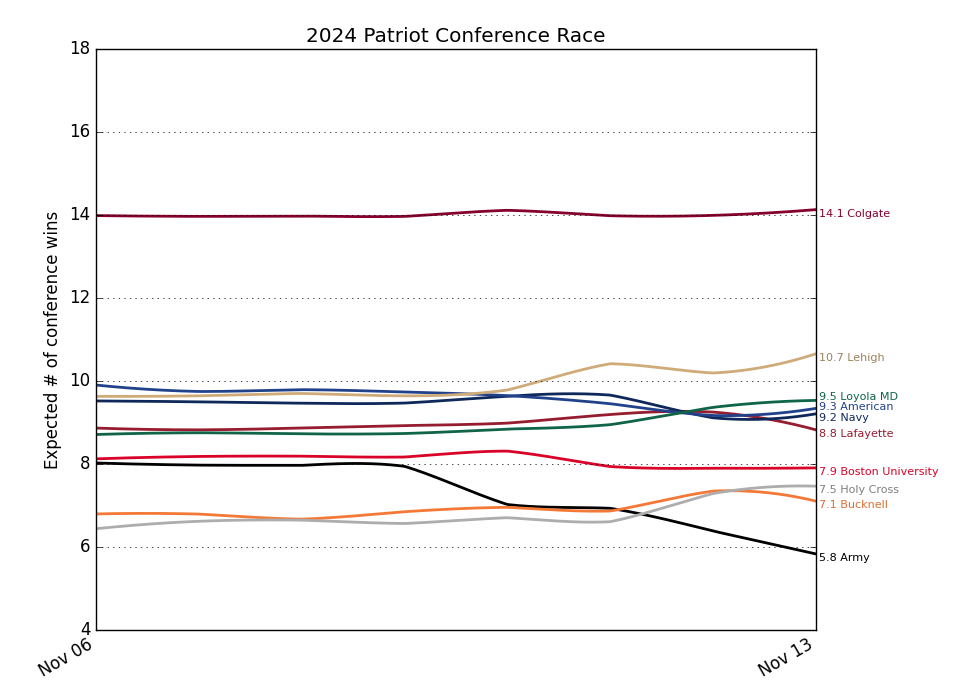 2024 Patriot Conference Race
Expected # of conference wins
18
16
14
12
10
8
6
4
14.1 Colgate
10.7 Lehigh
9.5 Loyola MD
9.3 American
9.2 Navy
8.8 Lafayette
7.9 Boston University
7.5 Holy Cross
7.1 Bucknell
5.8 Army
Nov 06
Nov 13